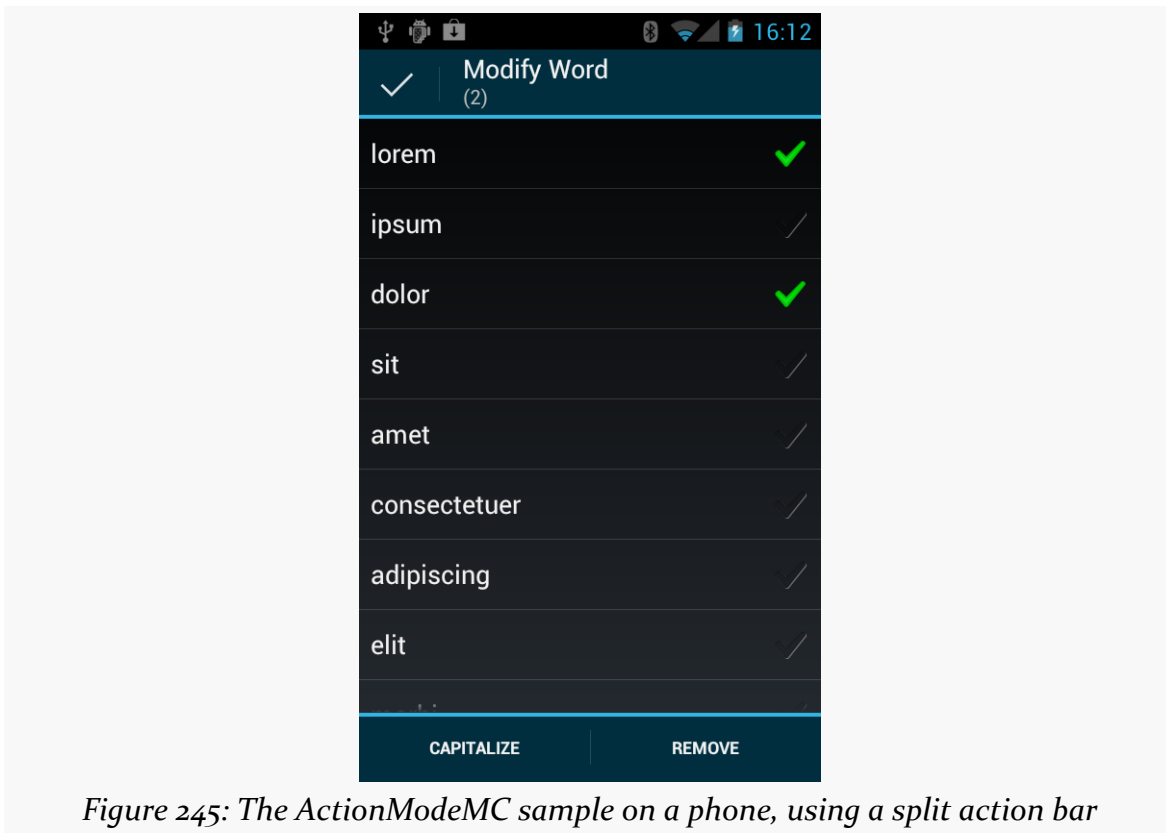 16:12
Modify Word
(2)
lorem
ipsum
dolor
sit
amet
consectetuer
adipiscing
elit
CAPITALIZE REMOVE
Figure 245: The ActionModeMC sample on a phone, using a split action bar